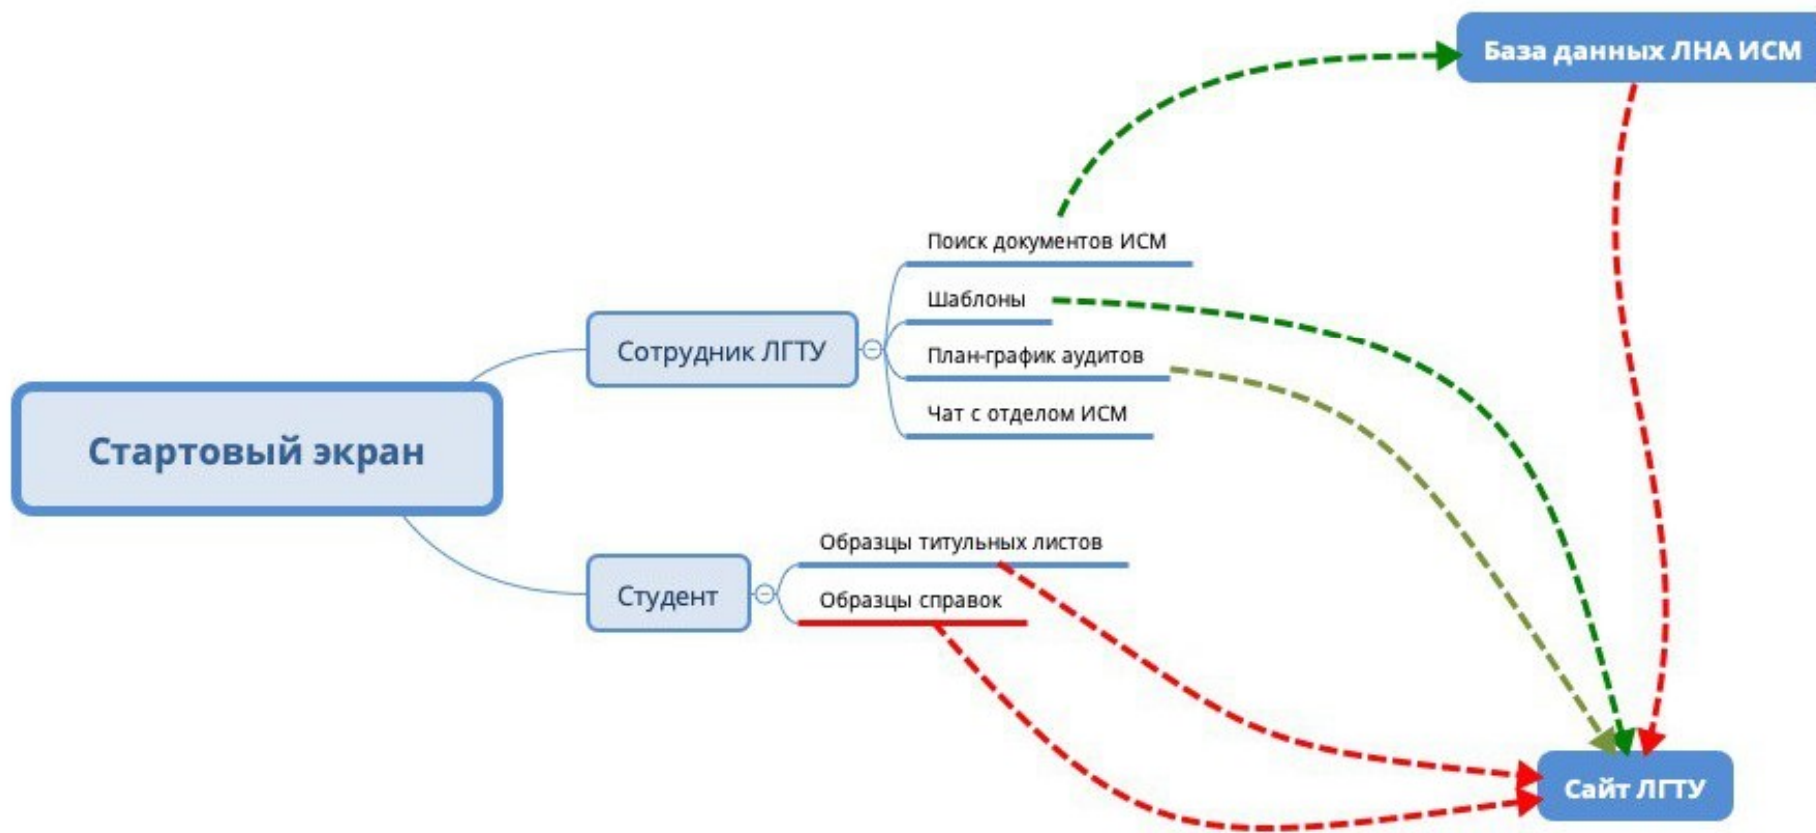 База данных ЛНА ИСМ
Поиск документов ИСМ
Шаблоны
Сотрудник ЛГТУ
План-график аудитов
Чат с отделом ИСМ
Стартовый экран
Образцы титульных листов
Студент
Образцы справок
Сайт ЛГТУ